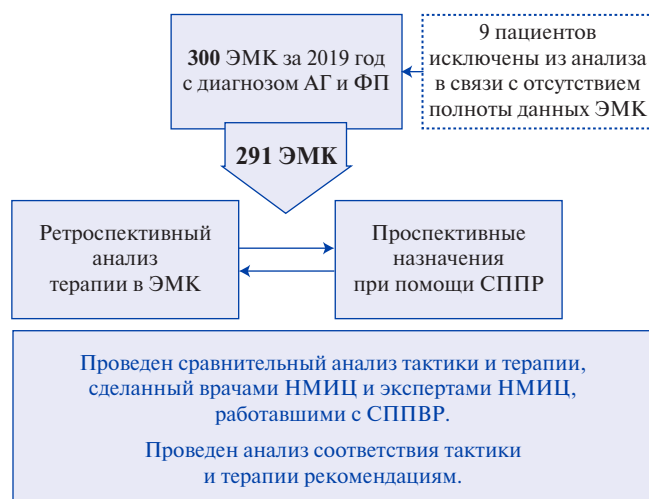 300 ЭМК за 2019 год
с диагнозом АГ и ФП
9 пациентов
исключены из анализа
в связи с отсутствием
полноты данных ЭМК
291 ЭМК
Ретроспективный
анализ
терапии в ЭМК
Проспективные
назначения
при помощи СППР
Проведен сравнительный анализ тактики и терапии,
сделанный врачами НМИЦ и экспертами НМИЦ,
работавшими с СППВР.
Проведен анализ соответствия тактики
и терапии рекомендациям.